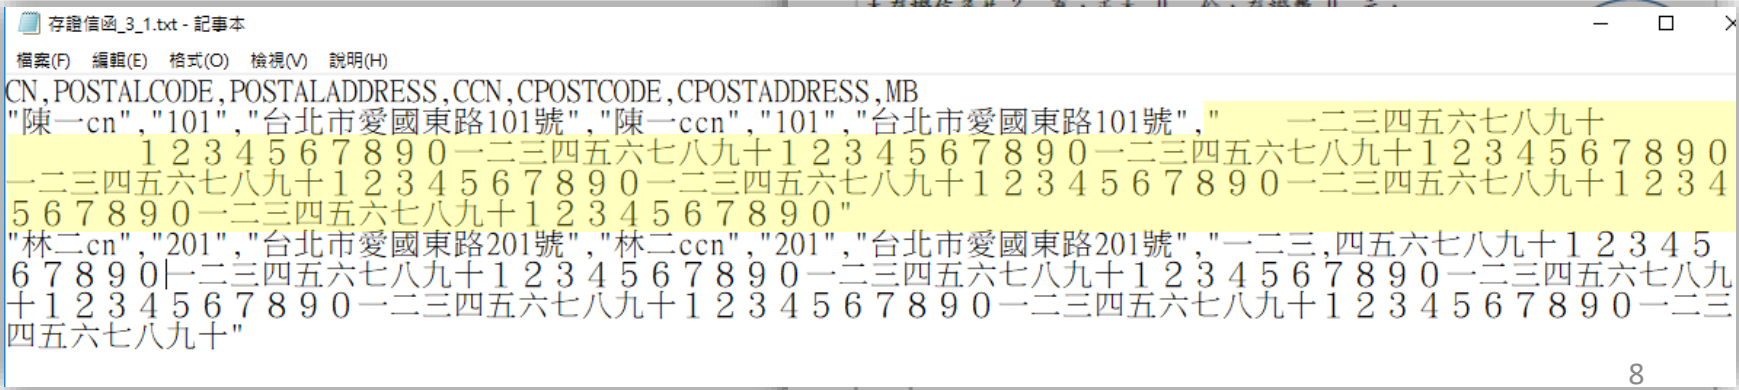 存證信函_3_1.txt - 記事本
檔案(F) 編輯(E) 格式(O) 檢視(V) 說明(H)
CN,POSTALCODE,POSTALADDRESS,CCN,CPOSTCODE,CPOSTADDRESS,MB
"陳一cn","101","台北市愛國東路101號","陳一ccn","101","台北市愛國東路101號","　　一二三四五六七八九十
　　　　１２３４５６７８９０一二三四五六七八九十１２３４５６７８９０一二三四五六七八九十１２３４５６７８９０
一二三四五六七八九十１２３４５６７８９０一二三四五六七八九十１２３４５６７８９０一二三四五六七八九十１２３４
５６７８９０一二三四五六七八九十１２３４５６７８９０"
"林二cn","201","台北市愛國東路201號","林二ccn","201","台北市愛國東路201號","一二三,四五六七八九十１２３４５
６７８９０一二三四五六七八九十１２３４５６７８９０一二三四五六七八九十１２３４５６７８９０一二三四五六七八九
十１２３４５６７８９０一二三四五六七八九十１２３４５６７８９０一二三四五六七八九十１２３４５６７８９０一二三
四五六七八九十"
8